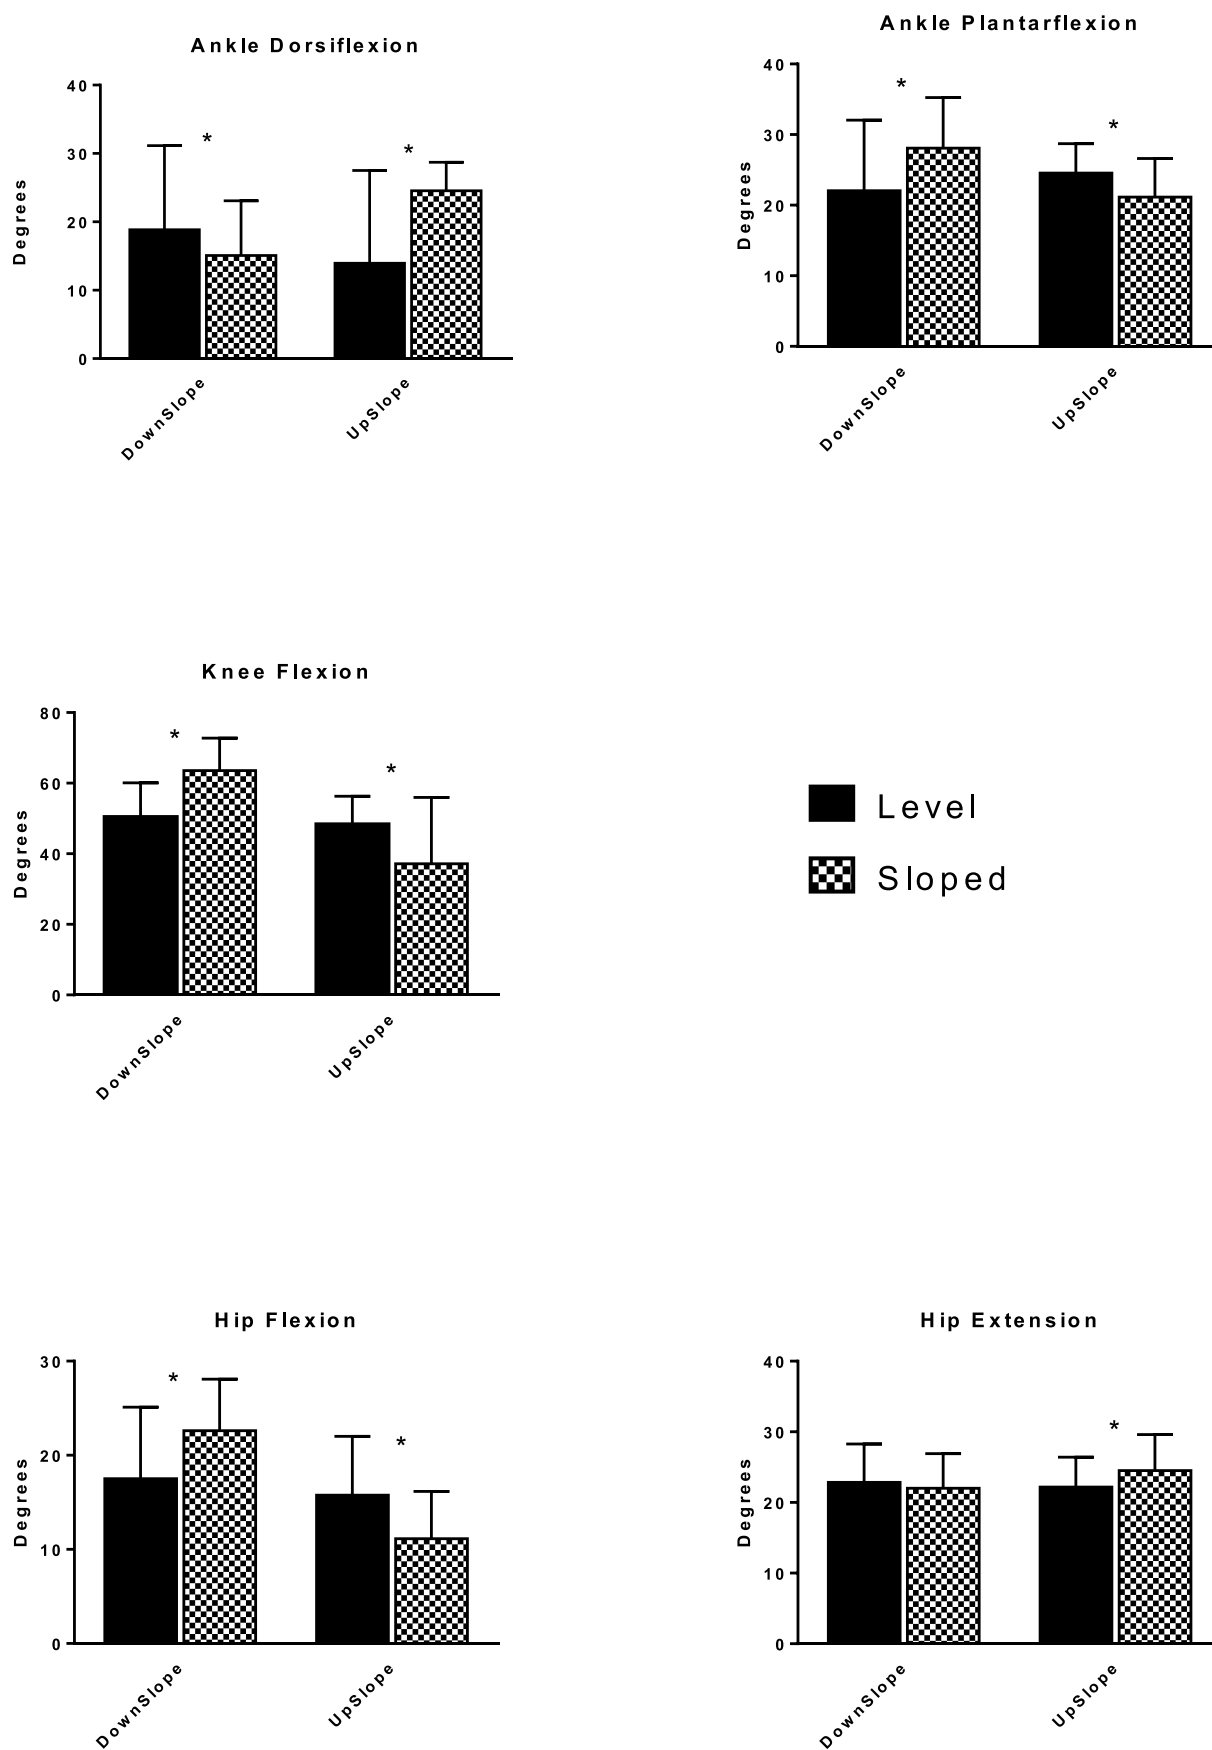 Ankle Dorsiflexion
Degrees
40
30
20
10
0
*
*
DownSlope
UpSlope
Ankle Plantarflexion
Degrees
40
30
20
10
0
*
*
DownSlope
UpSlope
Knee Flexion
Degrees
80
60
40
20
0
*
*
DownSlope
UpSlope
Level
Sloped
Hip Flexion
Degrees
30
20
10
0
*
*
DownSlope
UpSlope
Hip Extension
Degrees
40
30
20
10
0
*
DownSlope
UpSlope